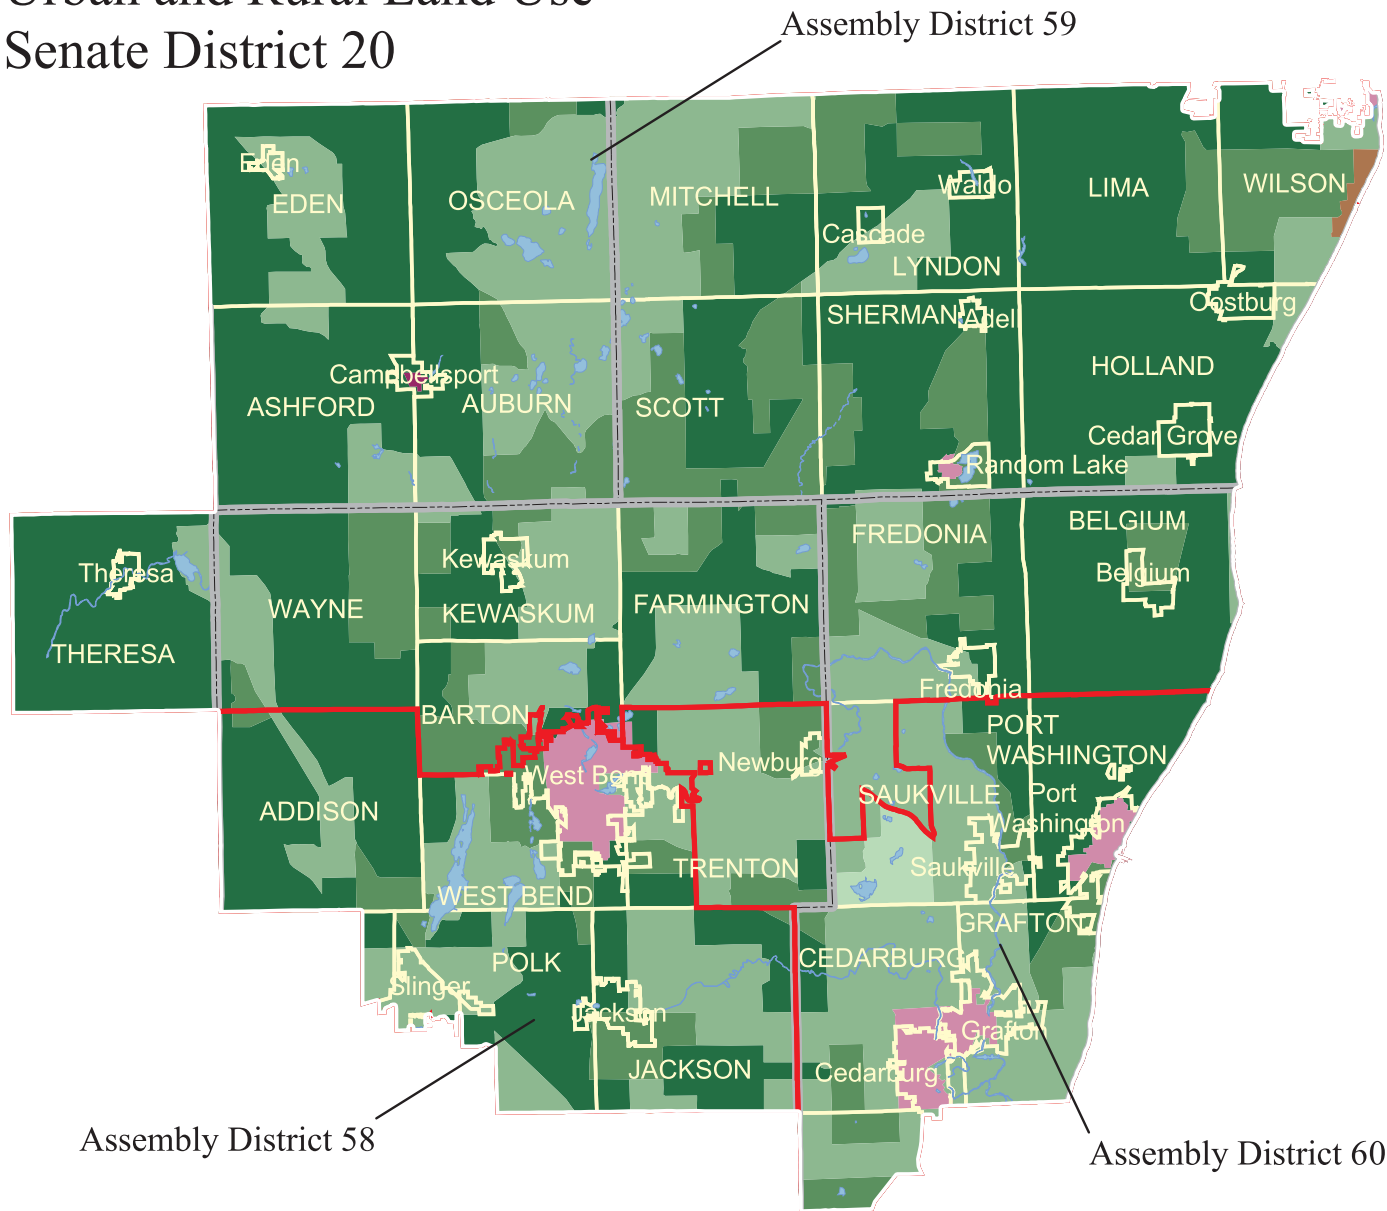 Urban and Rural Land Use
Senate District 20
Assembly District 59
Eden
EDEN
OSCEOLA
MITCHELL
Waldo
LIMA
WILSON
Cascade
LYNDON
Oostburg
SHERMAN
Adell
HOLLAND
Campbellsport
ASHFORD
AUBURN
SCOTT
Cedar Grove
Random Lake
FREDONIA
BELGIUM
Theresa
Kewaskum
Belgium
WAYNE
KEWASKUM
FARMINGTON
THERESA
Fredonia
BARTON
PORT
WASHINGTON
Newburg
West Bend
SAUKVILLE
Port
Washington
ADDISON
TRENTON
Saukville
WEST BEND
GRAFTON
POLK
CEDARBURG
Slinger
Jackson
Grafton
JACKSON
Cedarburg
Assembly District 58
Assembly District 60